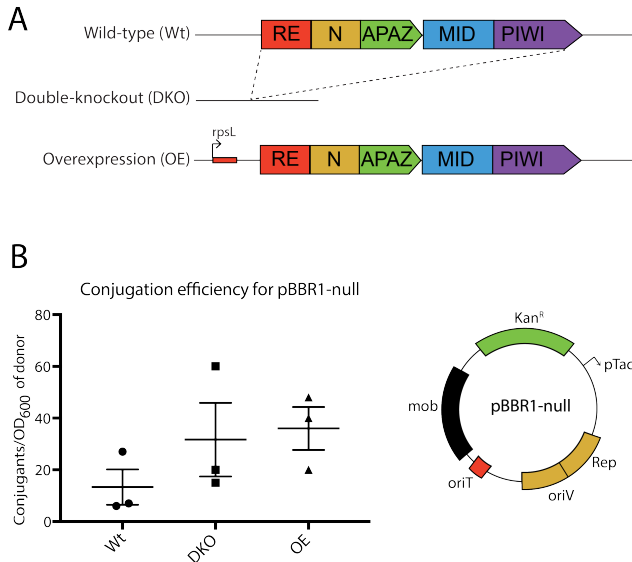 A
Wild-type (Wt)
RE N APAZ MID PIWI
Double-knockout (DKO)
rpsL
Overexpression (OE)
RE N APAZ MID PIWI
B
Conjugation efficiency for pBBR1-null
Conjugants/OD600 of donor
80
60
40
20
0
Wt
DKO
OE
KanR
pTac
mob
pBBR1-null
Rep
oriT
oriV